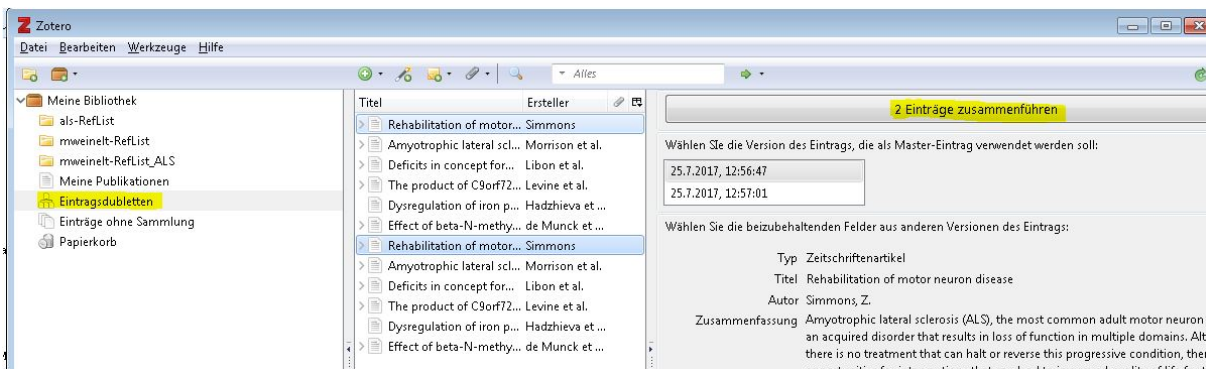 Zotero
Datei Bearbeiten Werkzeuge Hilfe
Alles
Meine Bibliothek
als-RefList
mweinelt-RefList
mweinelt-RefList_ALS
Meine Publikationen
Eintragsdubletten
Einträge ohne Sammlung
Papierkorb
Titel Ersteller
Rehabilitation of motor... Simmons
Amyotrophic lateral scl... Morrison et al.
Deficits in concept for... Libon et al.
The product of C9orf72... Levine et al.
Dysregulation of iron p... Hadzhieva et ...
Effect of beta-N-methy... de Munck et ...
Rehabilitation of motor... Simmons
Amyotrophic lateral scl... Morrison et al.
Deficits in concept for... Libon et al.
The product of C9orf72... Levine et al.
Dysregulation of iron p... Hadzhieva et ...
Effect of beta-N-methy... de Munck et ...
2 Einträge zusammenführen
Wählen SIe die Version des Eintrags, die als Master-Eintrag verwendet werden soll:
25.7.2017, 12:56:47
25.7.2017, 12:57:01
Wählen Sie die beizubehaltenden Felder aus anderen Versionen des Eintrags:
Typ Zeitschriftenartikel
Titel Rehabilitation of motor neuron disease
Autor Simmons, Z.
Zusammenfassung Amyotrophic lateral sclerosis (ALS), the most common adult motor neuron
an acquired disorder that results in loss of function in multiple domains. Alt
there is no treatment that can halt or reverse this progressive condition, ther